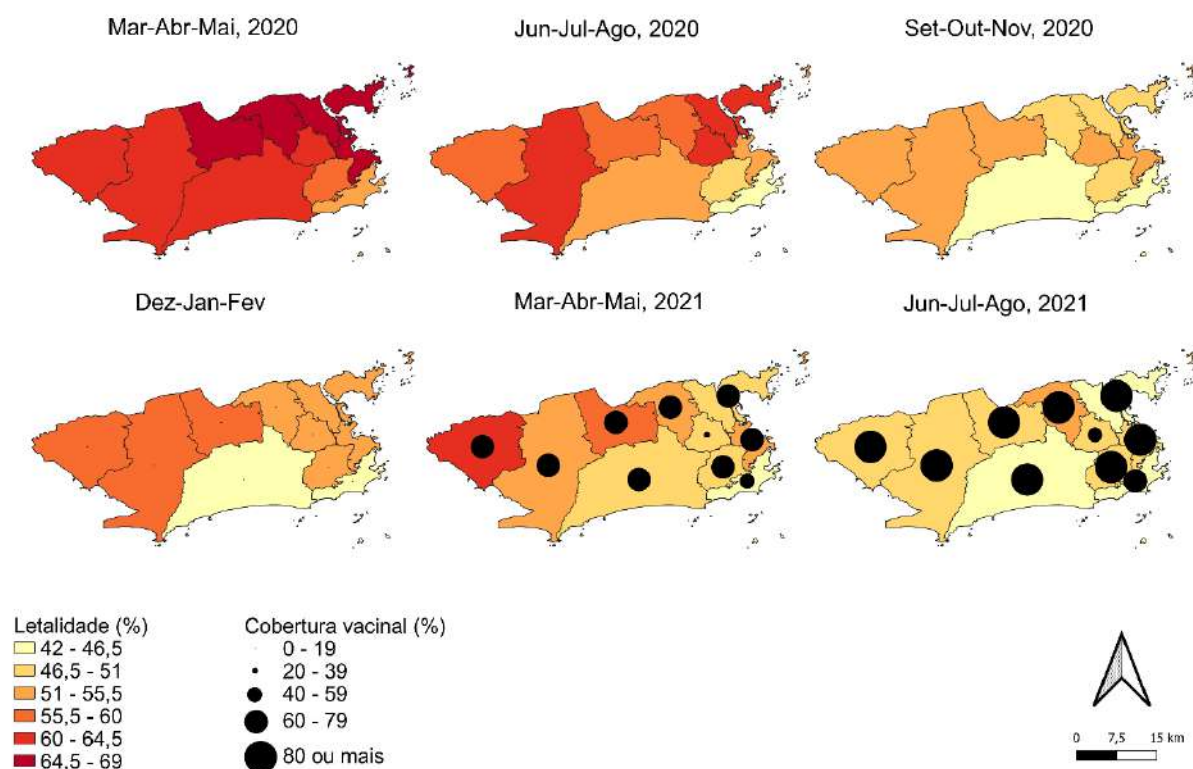 Mar-Abr-Mai, 2020
Jun-Jul-Ago, 2020
Set-Out-Nov, 2020
Dez-Jan-Fev
Mar-Abr-Mai, 2021
Jun-Jul-Ago, 2021
Letalidade (%)
42 - 46,5
46,5 - 51
51 - 55,5
55,5 - 60
60 - 64,5
64,5 - 69
Cobertura vacinal (%)
0 - 19
20 - 39
40 - 59
60 - 79
80 ou mais
0 7,5 15 km